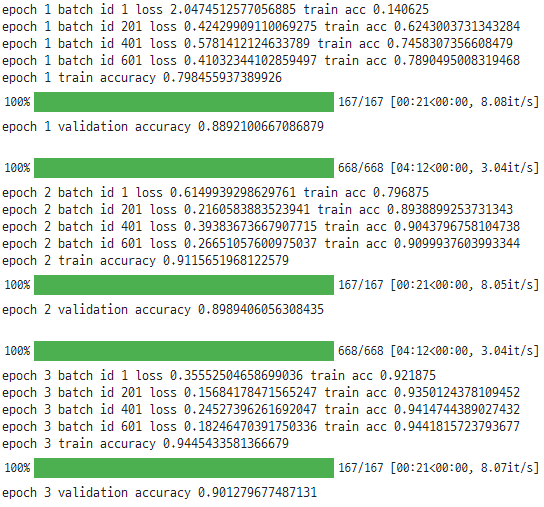 epoch 1 batch id 1 loss 2.0474512577056885 train acc 0.140625
epoch 1 batch id 201 loss 0.42429909110069275 train acc 0.6243003731343284
epoch 1 batch id 401 loss 0.5781412124633789 train acc 0.7458307356608479
epoch 1 batch id 601 loss 0.41032344102859497 train acc 0.7890495008319468
epoch 1 train accuracy 0.798455937389926
100% 167/167 [00:21<00:00, 8.08it/s]
epoch 1 validation accuracy 0.8892100667086879
100% 668/668 [04:12<00:00, 3.04it/s]
epoch 2 batch id 1 loss 0.6149939298629761 train acc 0.796875
epoch 2 batch id 201 loss 0.2160583883523941 train acc 0.8938899253731343
epoch 2 batch id 401 loss 0.39383673667907715 train acc 0.9043796758104738
epoch 2 batch id 601 loss 0.26651057600975037 train acc 0.9099937603993344
epoch 2 train accuracy 0.9115651968122579
100% 167/167 [00:21<00:00, 8.05it/s]
epoch 2 validation accuracy 0.8989406056308435
100% 668/668 [04:12<00:00, 3.04it/s]
epoch 3 batch id 1 loss 0.35552504658699036 train acc 0.921875
epoch 3 batch id 201 loss 0.15684178471565247 train acc 0.9350124378109452
epoch 3 batch id 401 loss 0.24527396261692047 train acc 0.9414744389027432
epoch 3 batch id 601 loss 0.18246470391750336 train acc 0.9441815723793677
epoch 3 train accuracy 0.9445433581366679
100% 167/167 [00:21<00:00, 8.07it/s]
epoch 3 validation accuracy 0.901279677487131